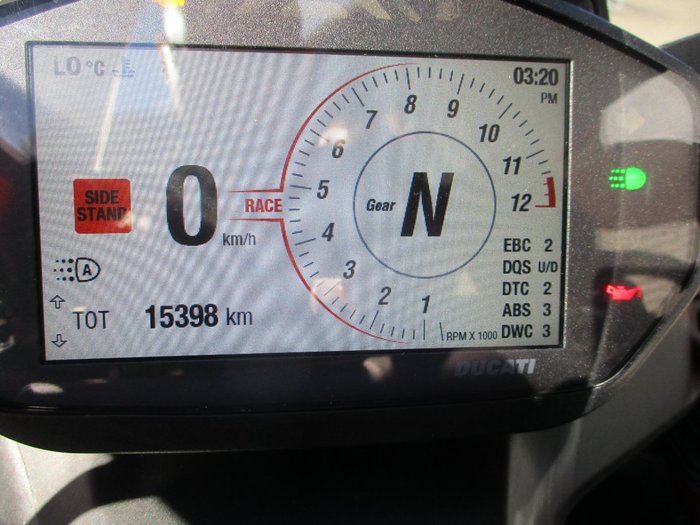 LO °C
03:20
PM
8
9
7
10
6
11
5
12
4
3
2
1
RPM X 1000
SIDE
STAND
0 km/h
RACE
Gear N
A
TOT 15398 km
EBC 2
DQS U/D
DTC 2
ABS 3
DWC 3
DUCATI